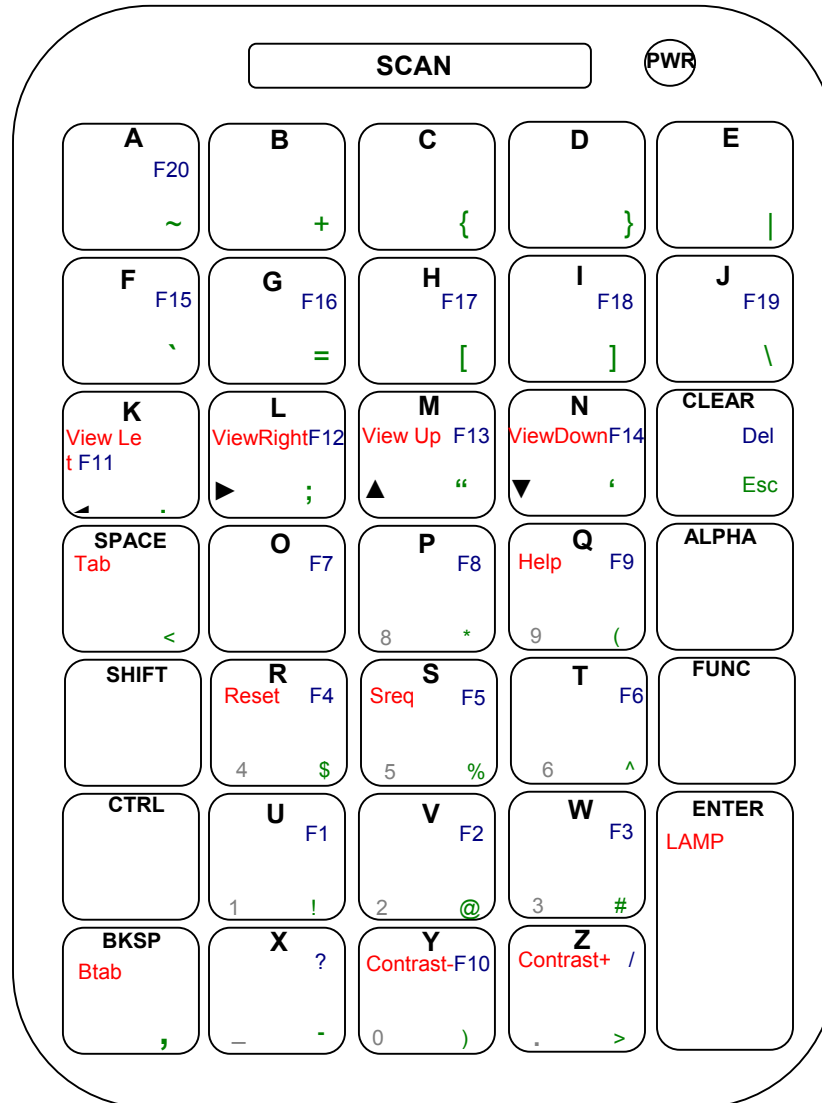 SCAN PWR
A B C D E
F20
~ + { } |
F G H I J
F15 F16 F17 F18 F19
` = [ ] \
K L M N CLEAR
View Le ViewRight F12 View Up F13 ViewDown F14 Del
t F11
◄ ► ; ▲ “ ▼ ‘ Esc
SPACE O P Q ALPHA
Tab F7 F8 Help F9
< 8 * 9 (
SHIFT R S T FUNC
Reset F4 Sreq F5 F6
4 $ 5 % 6 ^
CTRL U V W ENTER
F1 F2 F3 LAMP
1 ! 2 @ 3 #
BKSP X Y Z
Btab ? Contrast- F10 Contrast+ /
, _ - 0 ) . >